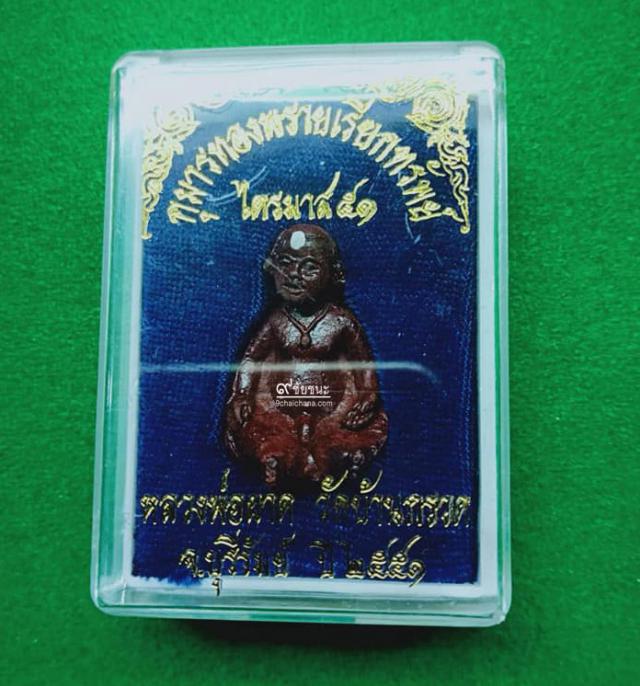 กุมารทองพรายเรียกทรัพย์
ไตรมาส ๕๑
๙ชัยชนะ
99chaichana.com
หลวงพ่อผาด วัดบ้านกรวด
จ.บุรีรัมย์ ปี ๒๕๕๑